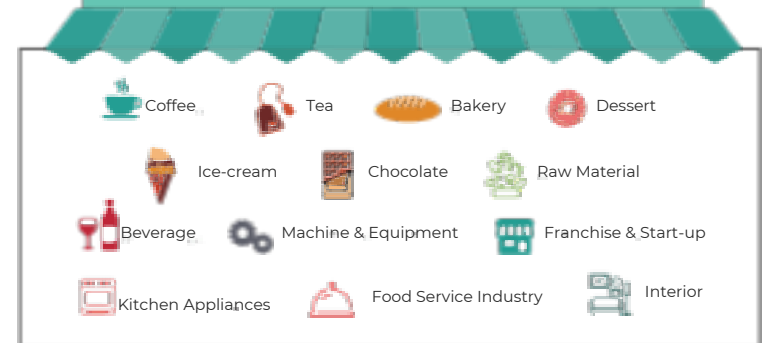 Coffee Tea Bakery Dessert
Ice-cream Chocolate Raw Material
Beverage Machine & Equipment Franchise & Start-up
Kitchen Appliances Food Service Industry Interior